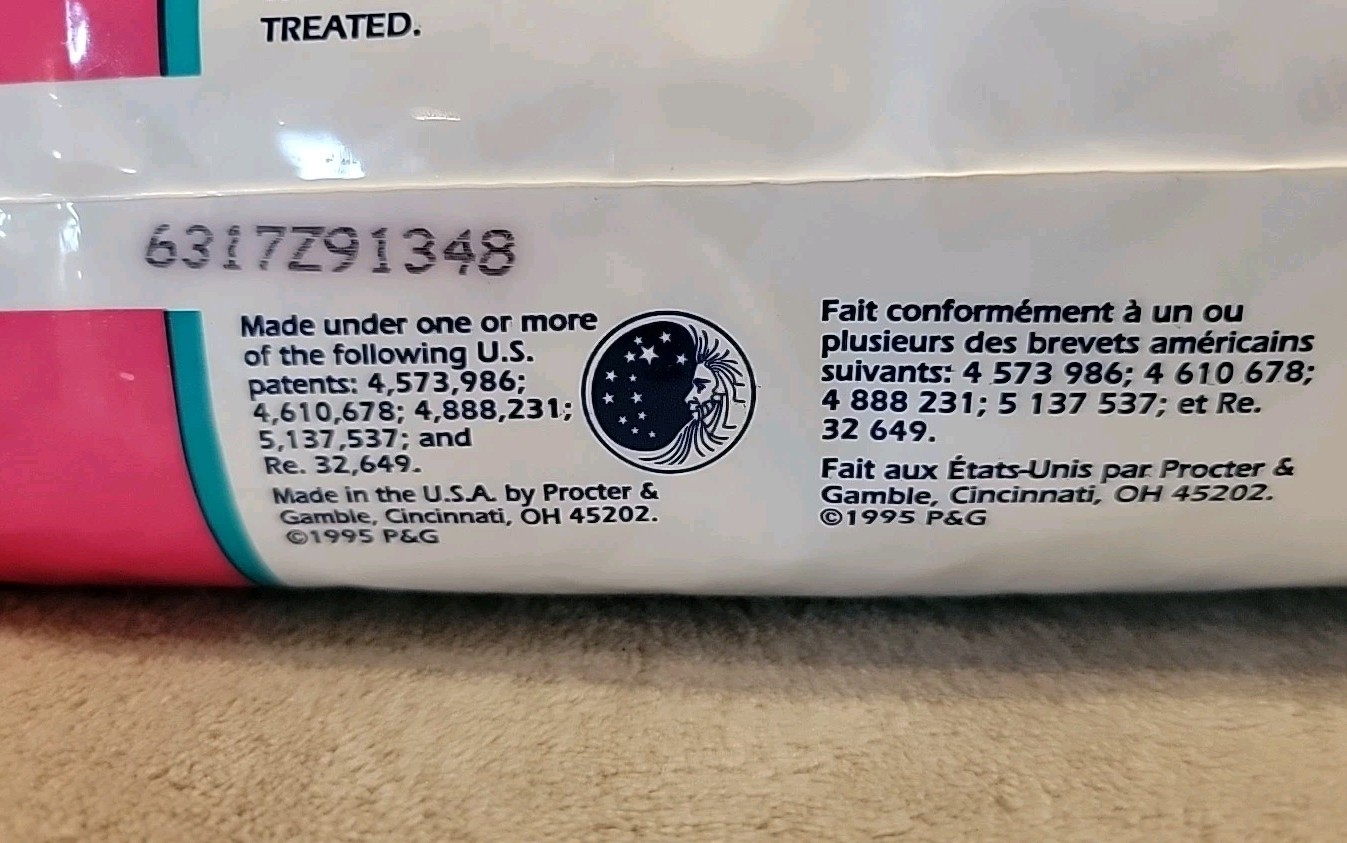 TREATED.
6317Z91348
Made under one or more
of the following U.S.
patents: 4,573,986;
4,610,678; 4,888,231;
5,137,537; and
Re. 32,649.
Made in the U.S.A. by Procter &
Gamble, Cincinnati, OH 45202.
©1995 P&G
Fait conformément à un ou
plusieurs des brevets américains
suivants: 4 573 986; 4 610 678;
4 888 231; 5 137 537; et Re.
32 649.
Fait aux États-Unis par Procter &
Gamble, Cincinnati, OH 45202.
©1995 P&G